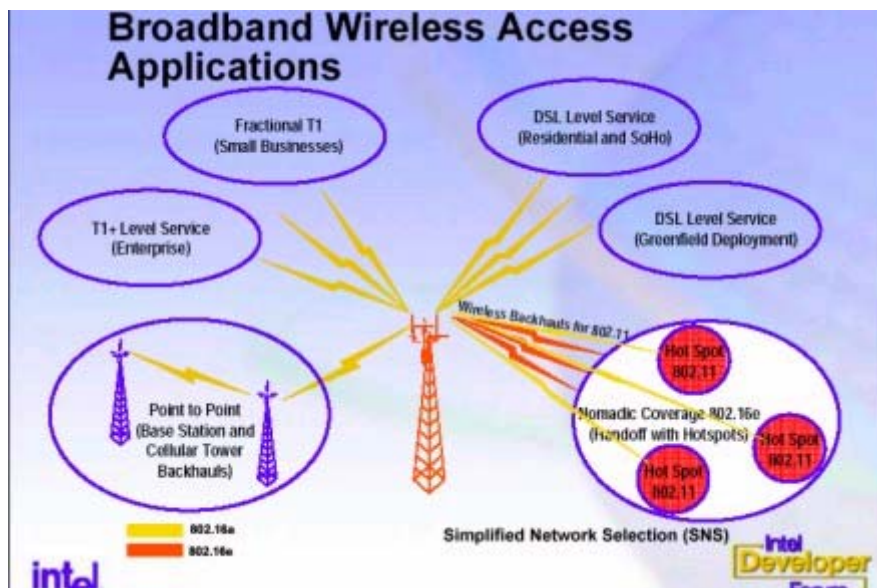 Broadband Wireless Access
Applications
Fractional T1
(Small Businesses)
DSL Level Service
(Residential and SoHo)
T1+ Level Service
(Enterprise)
DSL Level Service
(Greenfield Deployment)
Wireless Backhauls for 802.11
Hot Spot
802.11
Point to Point
(Base Station and
Cellular Tower
Backhauls)
Nomadic Coverage 802.16e
(Handoff with Hotspots)
Hot Spot
802.11
Hot Spot
802.11
802.16a
802.16e
Simplified Network Selection (SNS)
intel
Intel
Developer
Forum